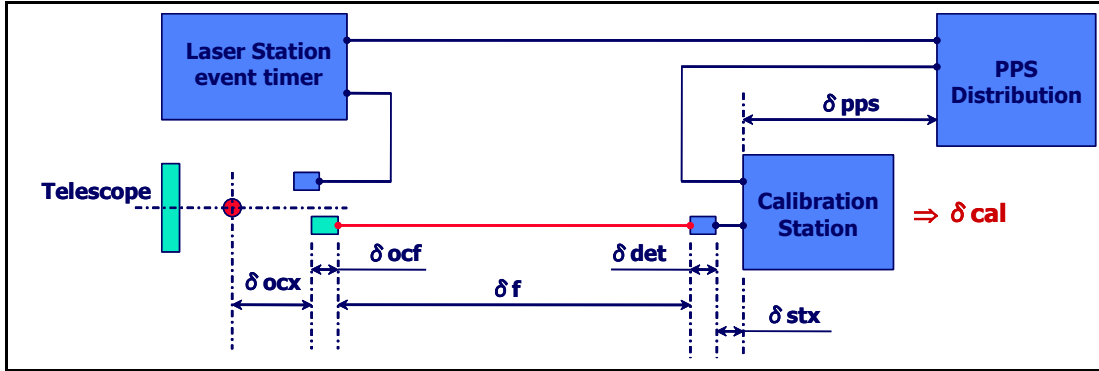 Laser Station
event timer
PPS
Distribution
δ pps
Telescope
Calibration
Station
⇒ δ cal
δ ocf
δ det
δ ocx
δ f
δ stx